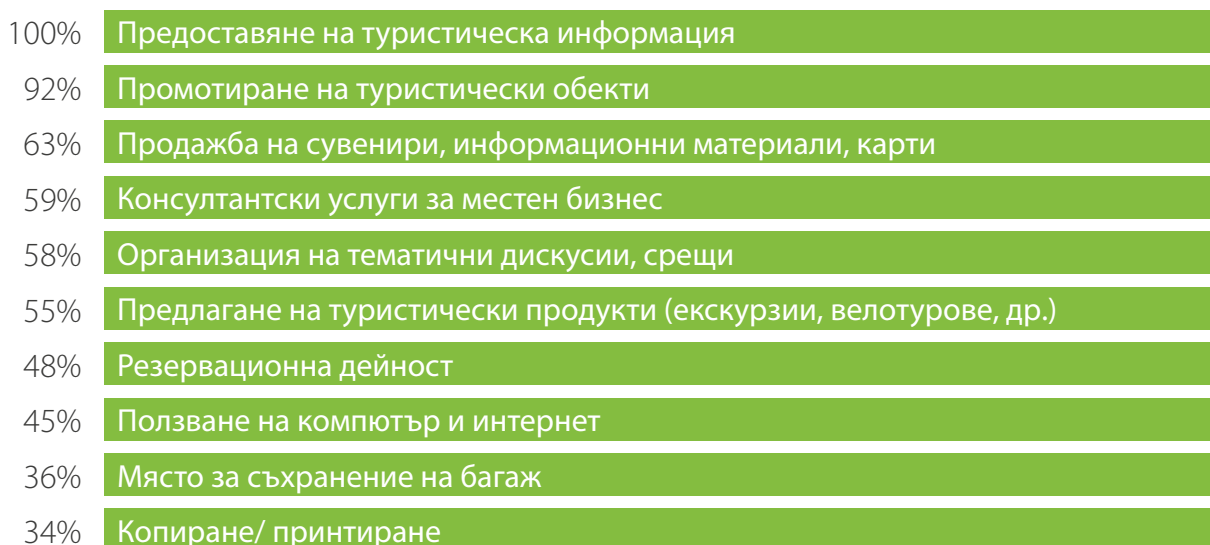 100% Предоставяне на туристическа информация
92% Промотиране на туристически обекти
63% Продажба на сувенири, информационни материали, карти
59% Консултантски услуги за местен бизнес
58% Организация на тематични дискусии, срещи
55% Предлагане на туристически продукти (екскурзии, велотурове, др.)
48% Резервационна дейност
45% Ползване на компютър и интернет
36% Място за съхранение на багаж
34% Копиране/ принтиране